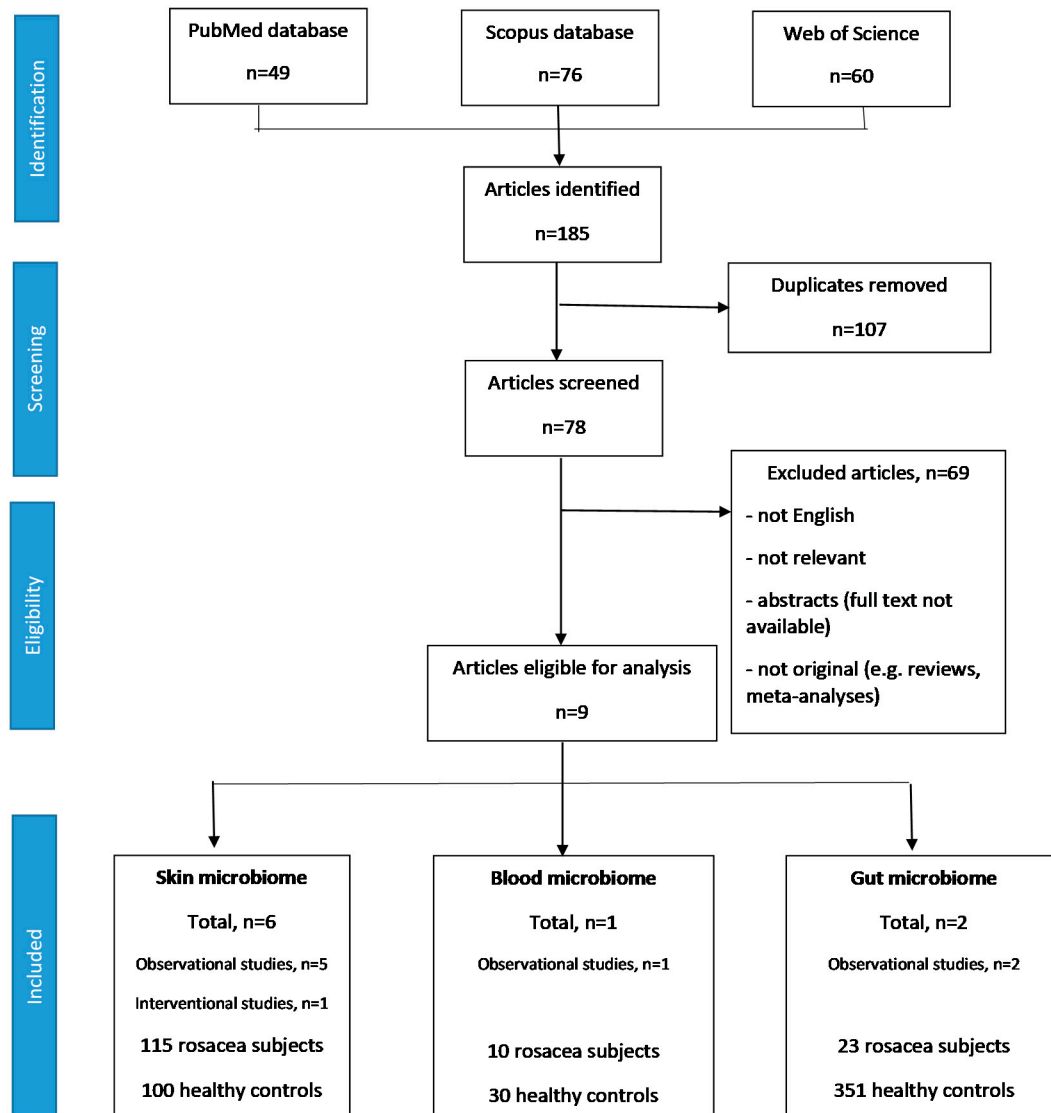 Identification
PubMed database
n=49
Scopus database
n=76
Web of Science
n=60
Articles identified
n=185
Screening
Duplicates removed
n=107
Articles screened
n=78
Eligibility
Excluded articles, n=69
- not English
- not relevant
- abstracts (full text not
available)
- not original (e.g. reviews,
meta-analyses)
Articles eligible for analysis
n=9
Included
Skin microbiome
Total, n=6
Observational studies, n=5
Interventional studies, n=1
115 rosacea subjects
100 healthy controls
Blood microbiome
Total, n=1
Observational studies, n=1
10 rosacea subjects
30 healthy controls
Gut microbiome
Total, n=2
Observational studies, n=2
23 rosacea subjects
351 healthy controls